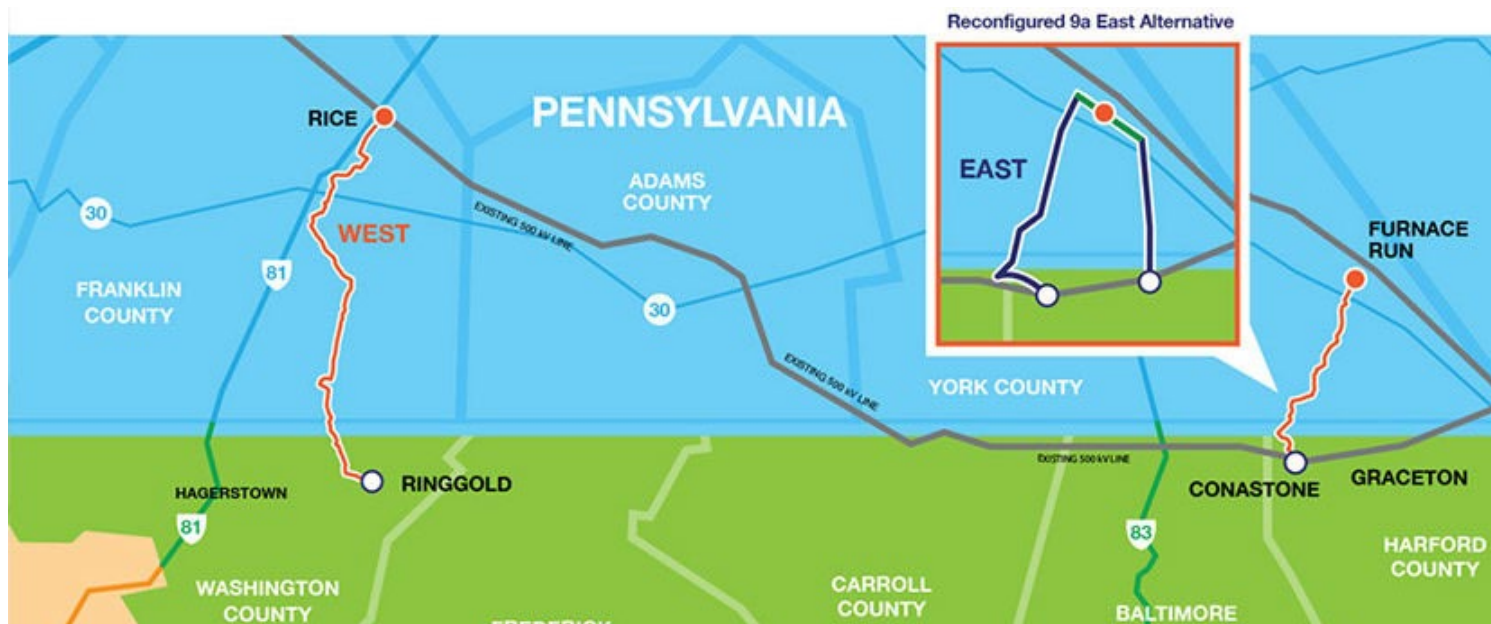 Reconfigured 9a East Alternative
RICE
PENNSYLVANIA
EAST
ADAMS
COUNTY
30
WEST
EXISTING 500 kV LINE
FURNACE
RUN
81
FRANKLIN
COUNTY
30
EXISTING 500 kV LINE
YORK COUNTY
EXISTING 500 kV LINE
RINGGOLD
HAGERSTOWN
CONASTONE
GRACETON
81
83
HARFORD
COUNTY
WASHINGTON
COUNTY
CARROLL
COUNTY
BALTIMORE
FREDERICK